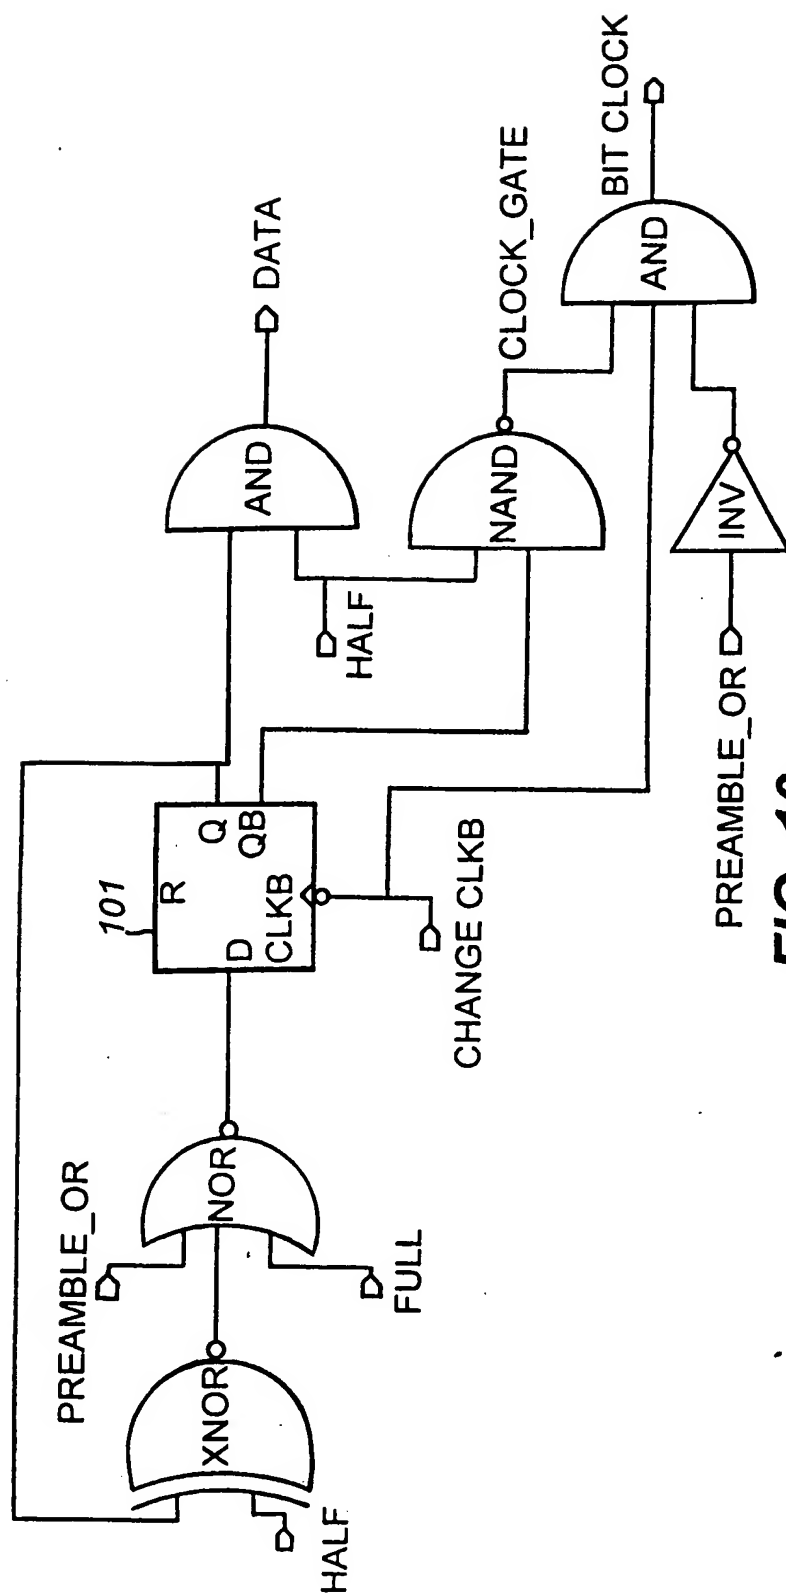 HALF
XNOR
PREAMBLE_OR
NOR
FULL
101
R
D
Q
CLKB
QB
CHANGE CLKB
HALF
AND
DATA
NAND
CLOCK_GATE
PREAMBLE_OR
INV
AND
BIT CLOCK